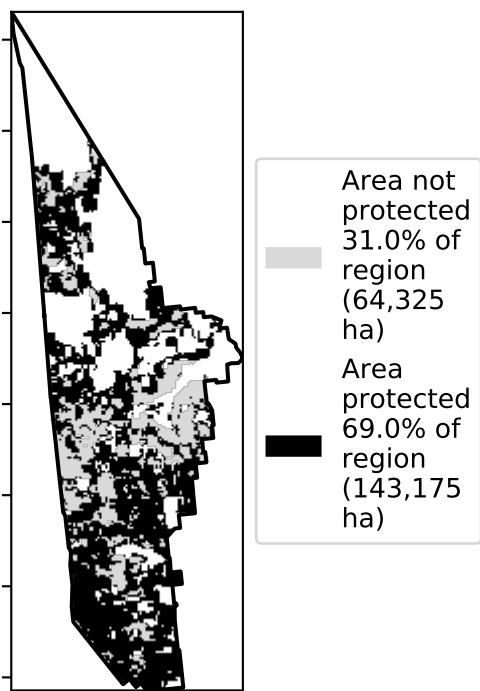 Area not
protected
31.0% of
region
(64,325
ha)
Area
protected
69.0% of
region
(143,175
ha)